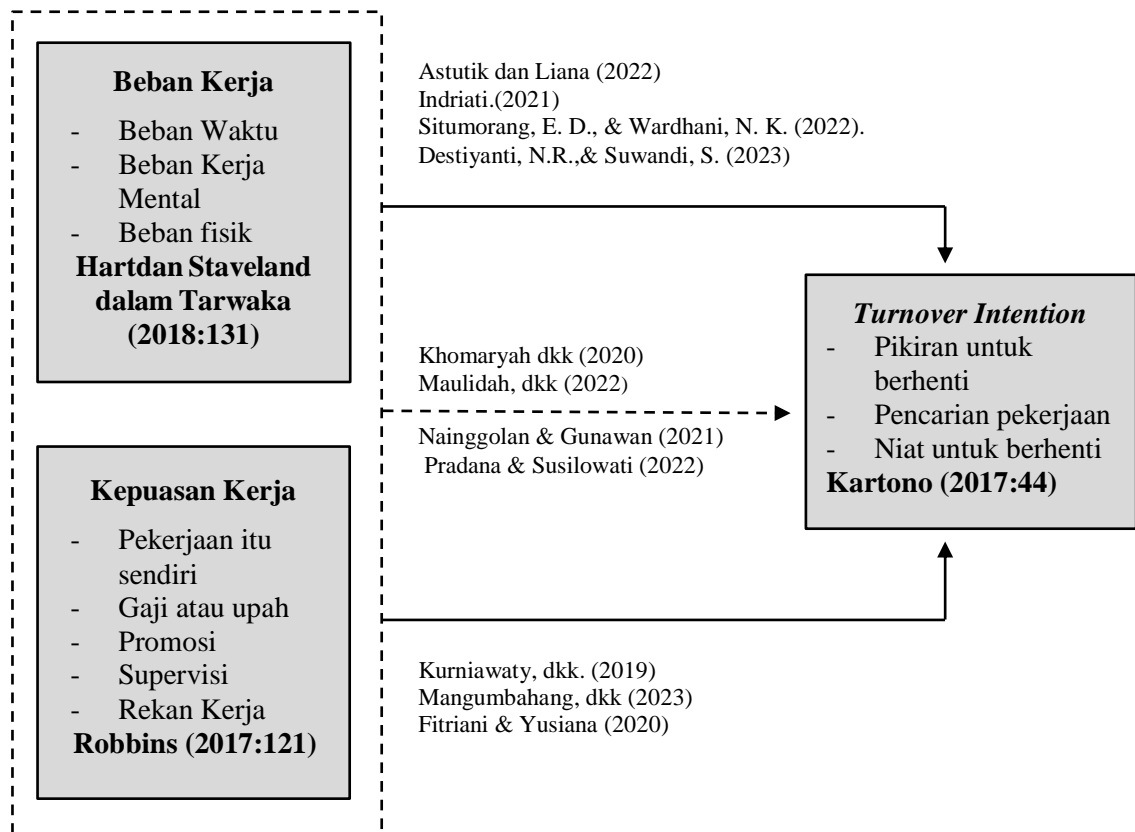 Beban Kerja
- Beban Waktu
- Beban Kerja
Mental
- Beban fisik
Hartdan Staveland
dalam Tarwaka
(2018:131)
Kepuasan Kerja
- Pekerjaan itu
sendiri
- Gaji atau upah
- Promosi
- Supervisi
- Rekan Kerja
Robbins (2017:121)
Astutik dan Liana (2022)
Indriati.(2021)
Situmorang, E. D., & Wardhani, N. K. (2022).
Destiyanti, N.R.,& Suwandi, S. (2023)
Khomaryah dkk (2020)
Maulidah, dkk (2022)
Nainggolan & Gunawan (2021)
Pradana & Susilowati (2022)
Kurniawaty, dkk. (2019)
Mangumbahang, dkk (2023)
Fitriani & Yusiana (2020)
Turnover Intention
- Pikiran untuk
berhenti
- Pencarian pekerjaan
- Niat untuk berhenti
Kartono (2017:44)